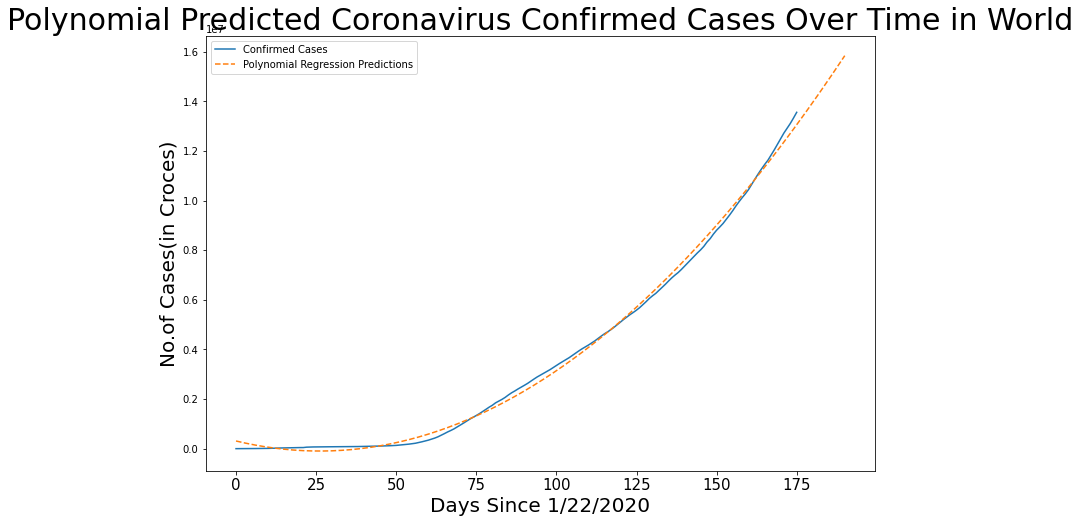 Polynomial Predicted Coronavirus Confirmed Cases Over Time in World
1e7
Confirmed Cases
Polynomial Regression Predictions
1.6
1.4
1.2
1.0
0.8
0.6
0.4
0.2
0.0
No.of Cases(in Croces)
0 25 50 75 100 125 150 175
Days Since 1/22/2020